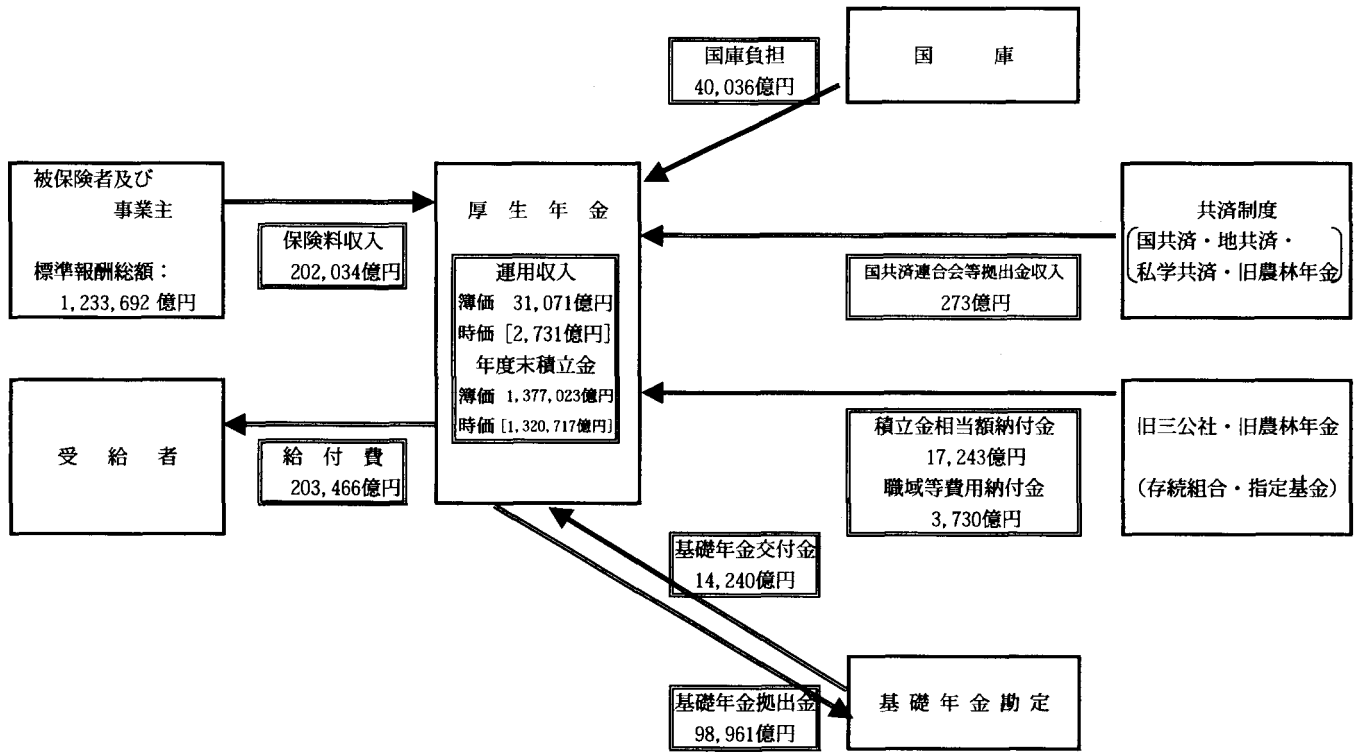 国庫負担
40,036億円
国　　庫
被保険者及び
事業主
標準報酬総額：
1,233,692 億円
保険料収入
202,034億円
厚 生 年 金
運用収入
簿価　31,071億円
時価 [2,731億円]
年度末積立金
簿価 1,377,023億円
時価 [1,320,717億円]
共済制度
国共済・地共済・
私学共済・旧農林年金
国共済連合会等拠出金収入
273億円
受　給　者
給 付 費
203,466億円
積立金相当額納付金
17,243億円
職域等費用納付金
3,730億円
旧三公社・旧農林年金
(存続組合・指定基金)
基礎年金交付金
14,240億円
基礎年金拠出金
98,961億円
基 礎 年 金 勘 定